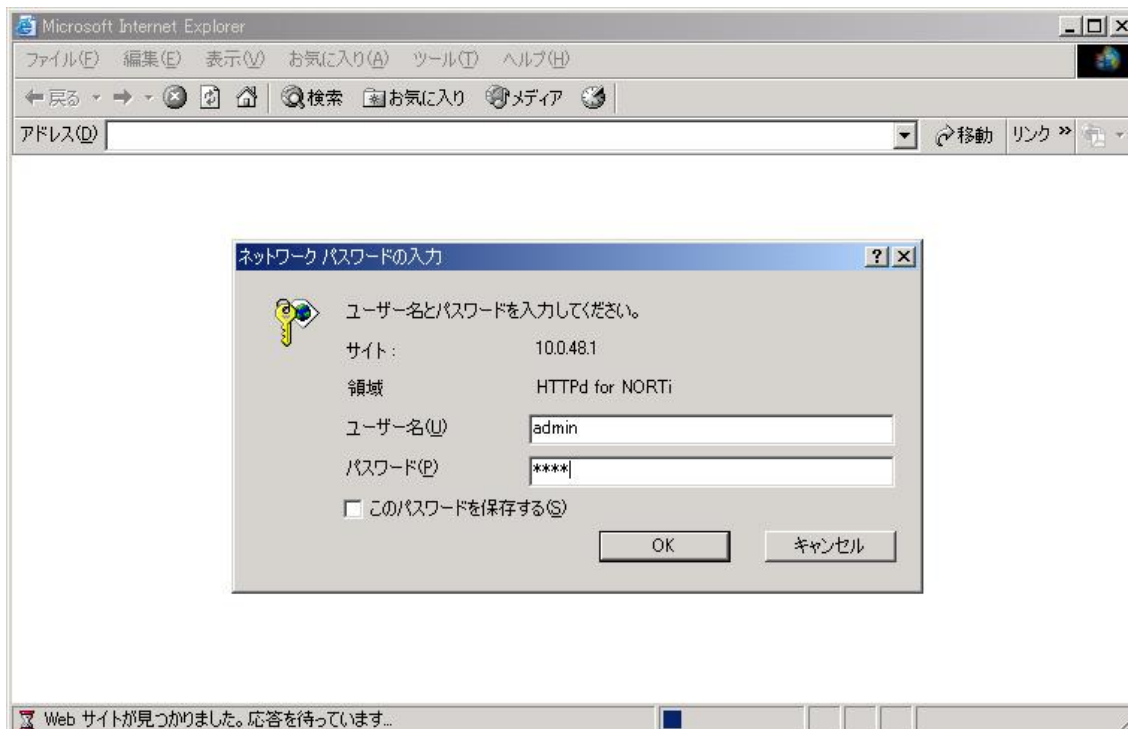 Microsoft Internet Explorer
ファイル(F) 編集(E) 表示(V) お気に入り(A) ツール(T) ヘルプ(H)
戻る 検索 お気に入り メディア
アドレス(D) 移動 リンク »
ネットワーク パスワードの入力
ユーザー名とパスワードを入力してください。
サイト: 10.0.48.1
領域 HTTPd for NORTi
ユーザー名(U) admin
パスワード(P) ****
このパスワードを保存する(S)
OK キャンセル
Web サイトが見つかりました。応答を待っています...